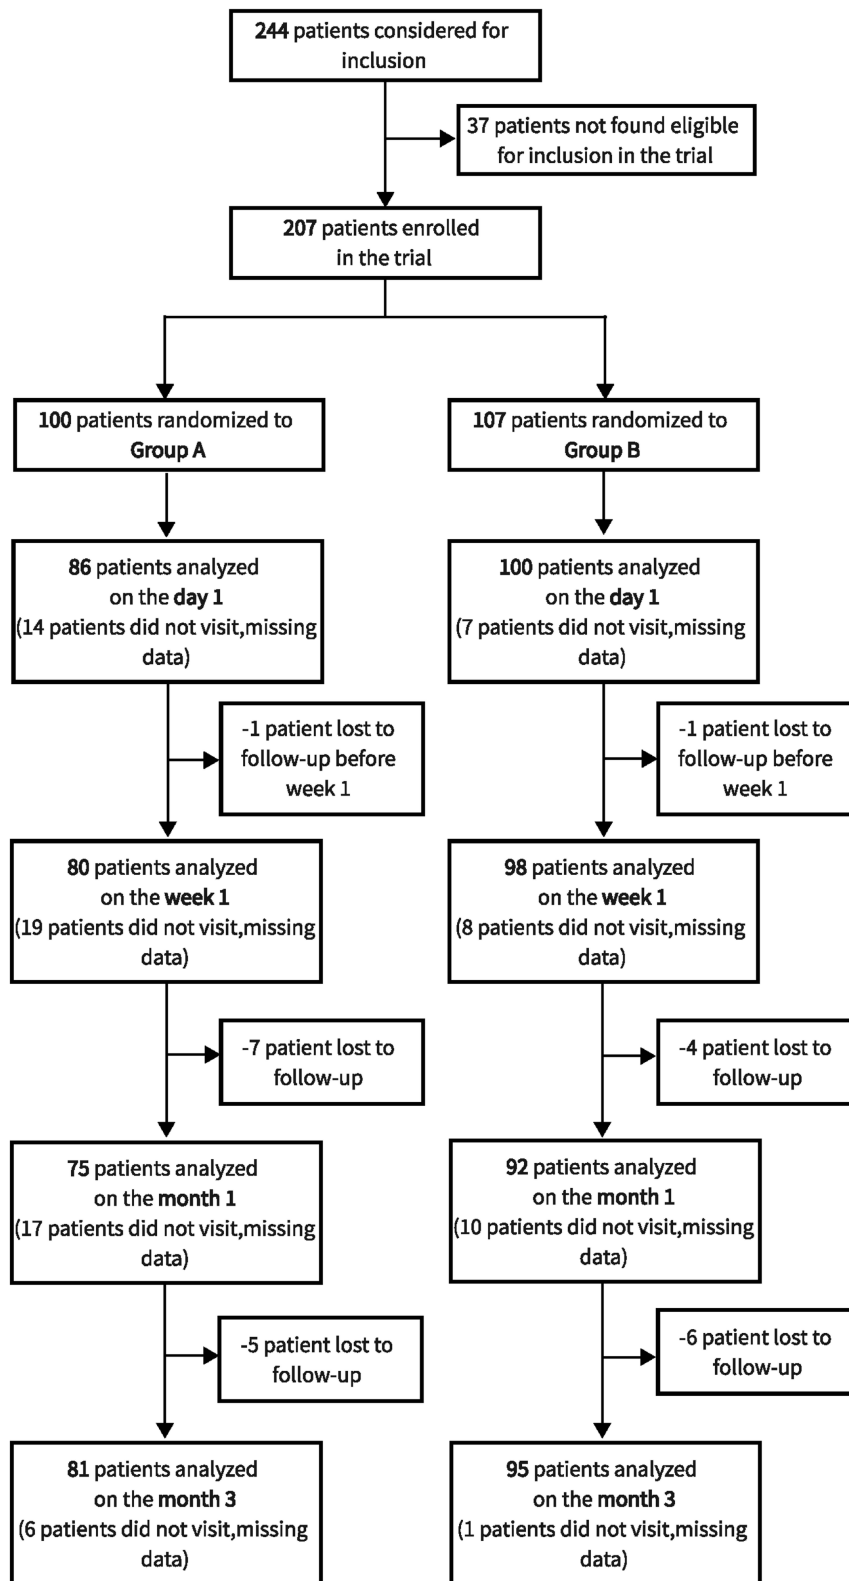 244 patients considered for
inclusion
37 patients not found eligible
for inclusion in the trial
207 patients enrolled
in the trial
100 patients randomized to
Group A
107 patients randomized to
Group B
86 patients analyzed
on the day 1
(14 patients did not visit,missing
data)
100 patients analyzed
on the day 1
(7 patients did not visit,missing
data)
-1 patient lost to
follow-up before
week 1
-1 patient lost to
follow-up before
week 1
80 patients analyzed
on the week 1
(19 patients did not visit,missing
data)
98 patients analyzed
on the week 1
(8 patients did not visit,missing
data)
-7 patient lost to
follow-up
-4 patient lost to
follow-up
75 patients analyzed
on the month 1
(17 patients did not visit,missing
data)
92 patients analyzed
on the month 1
(10 patients did not visit,missing
data)
-5 patient lost to
follow-up
-6 patient lost to
follow-up
81 patients analyzed
on the month 3
(6 patients did not visit,missing
data)
95 patients analyzed
on the month 3
(1 patients did not visit,missing
data)